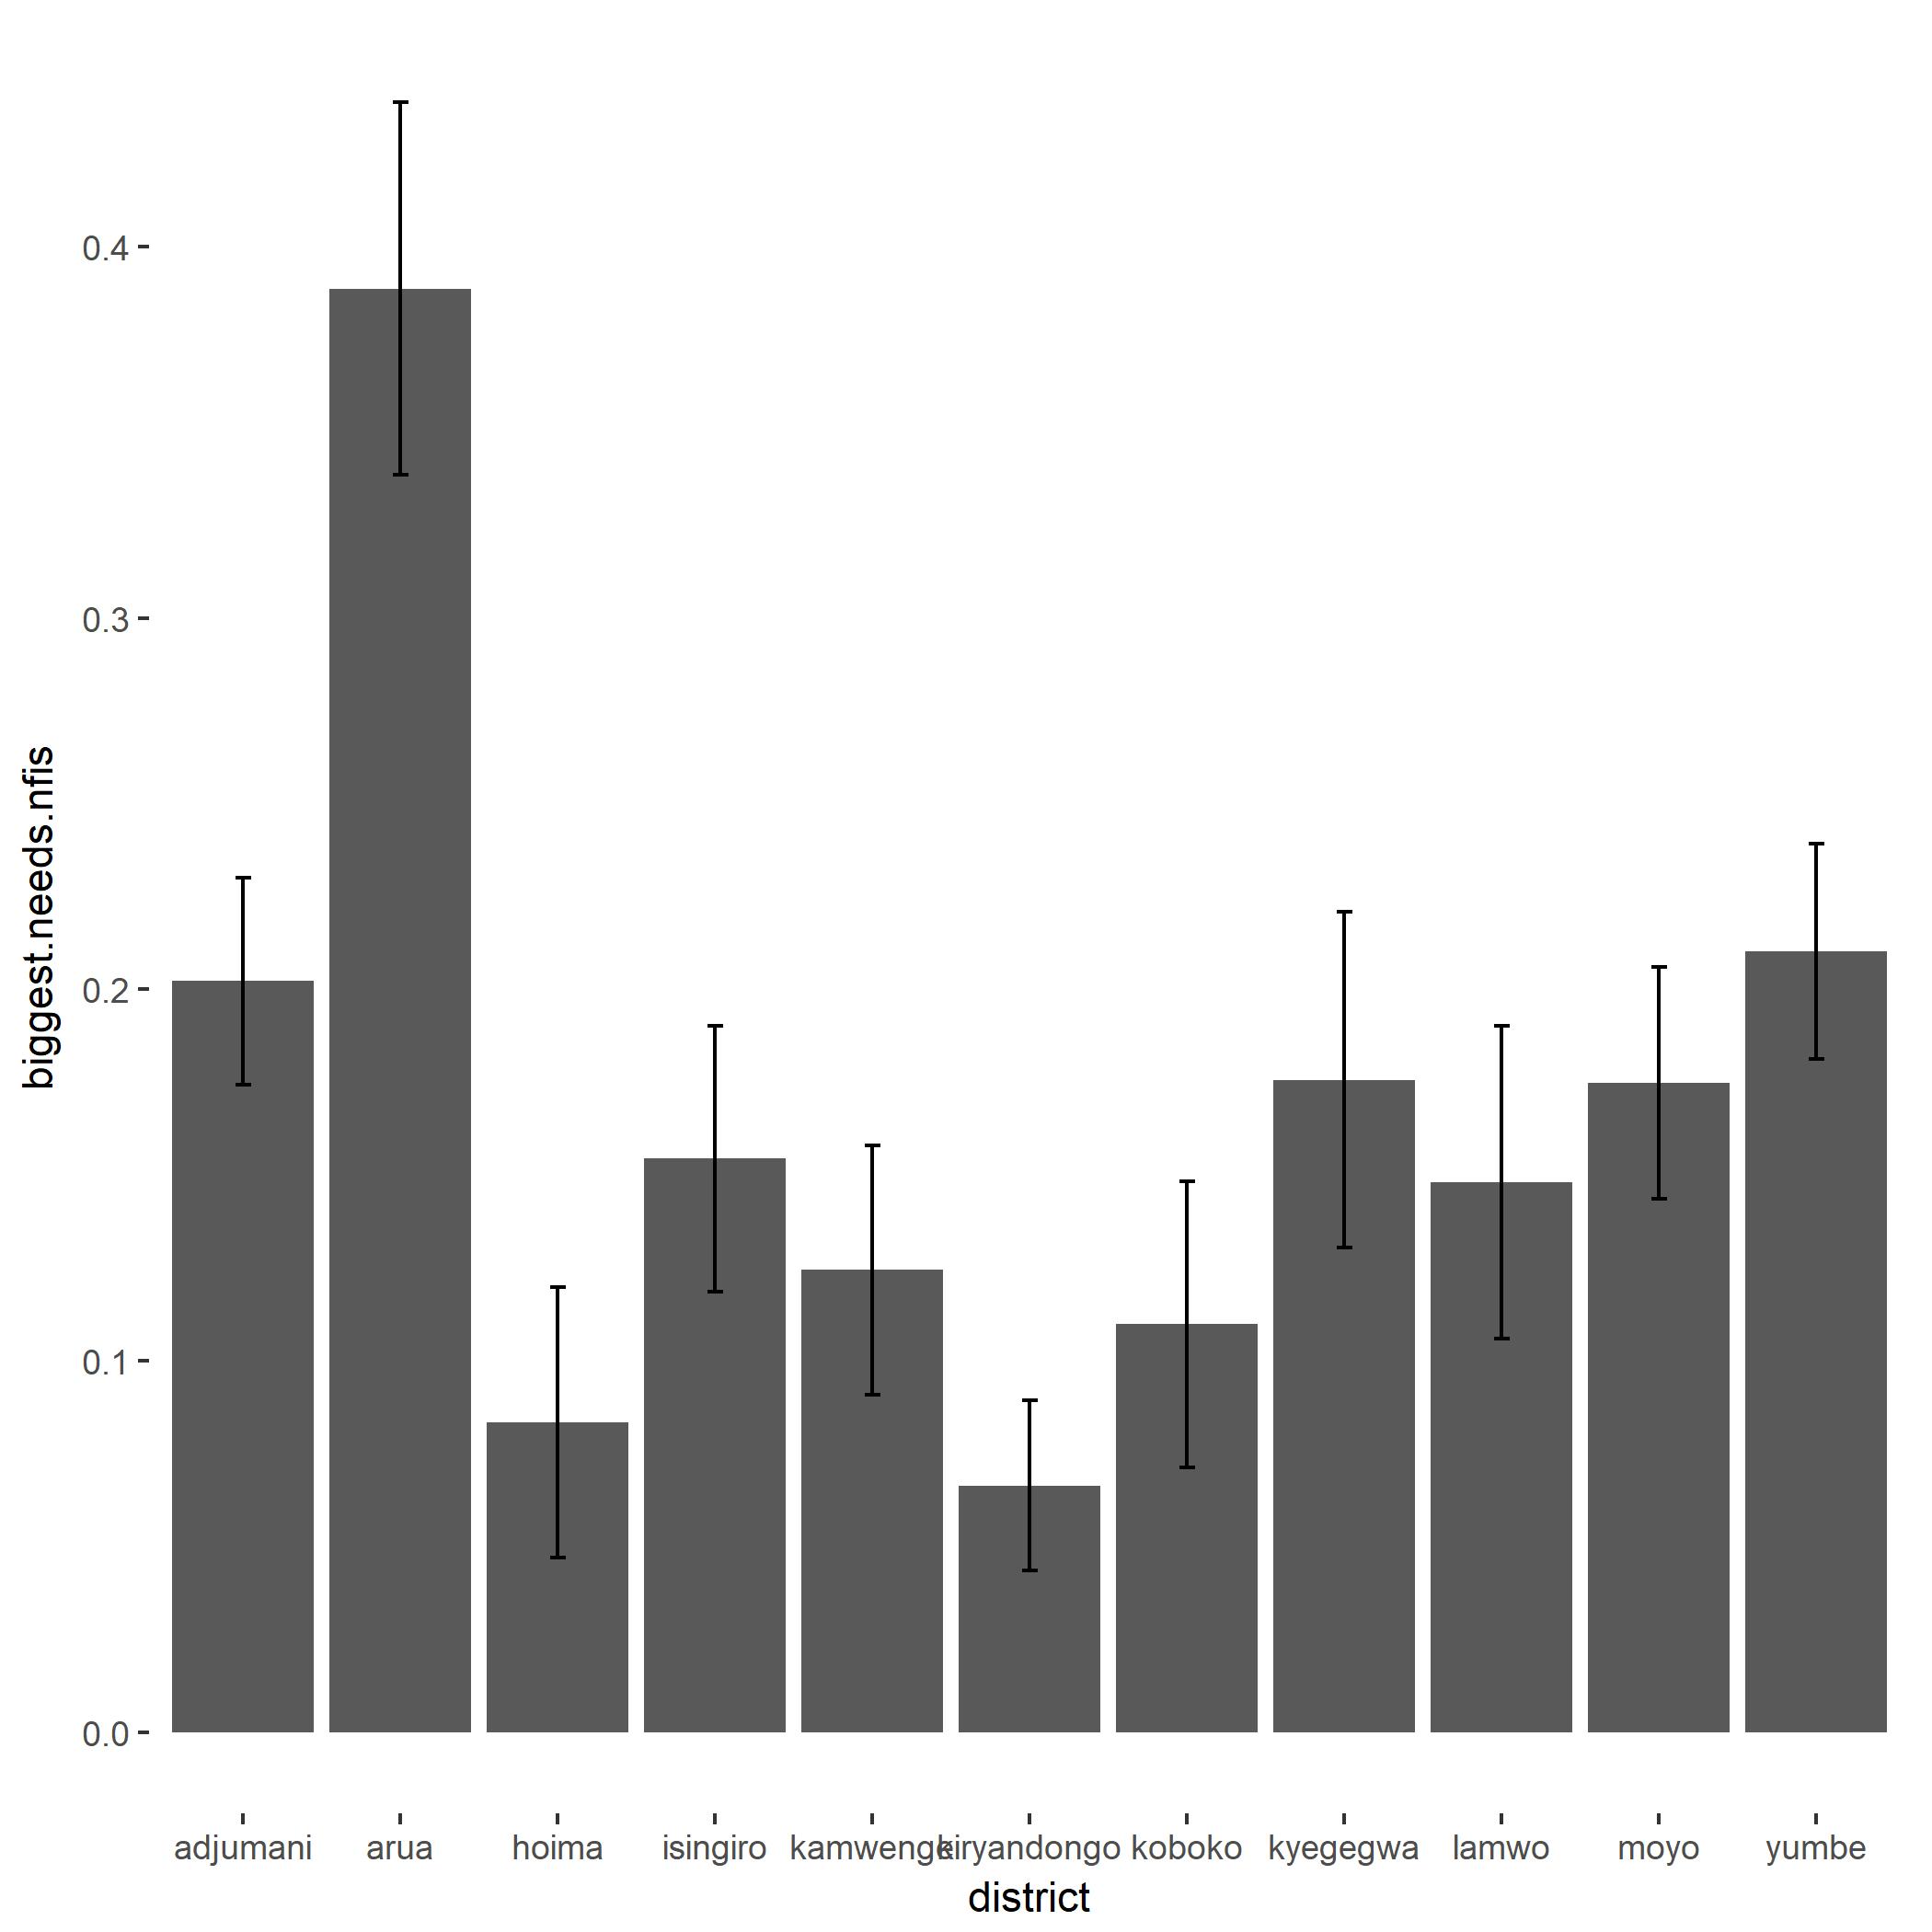 biggest.needs.nfis
0.4
0.3
0.2
0.1
0.0
adjumani arua hoima isingiro kamwenge kiryandongo koboko kyegegwa lamwo moyo yumbe
district